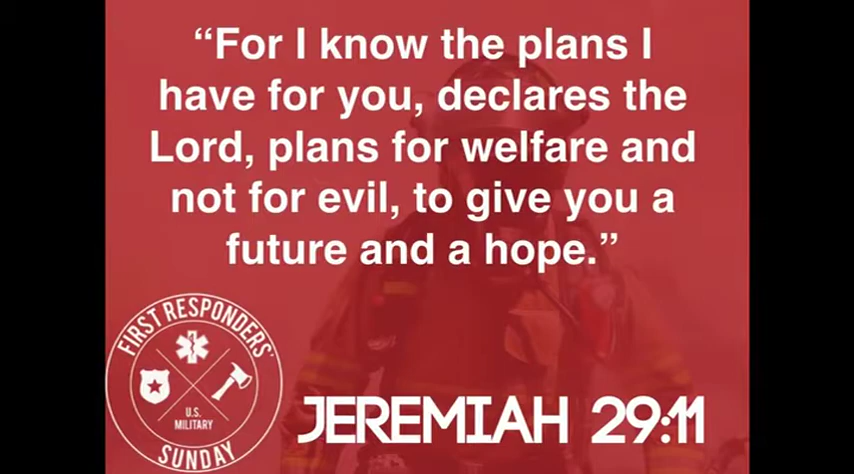 “For I know the plans I
have for you, declares the
Lord, plans for welfare and
not for evil, to give you a
future and a hope.”
FIRST RESPONDERS'
U.S.
MILITARY
SUNDAY
JEREMIAH 29:11